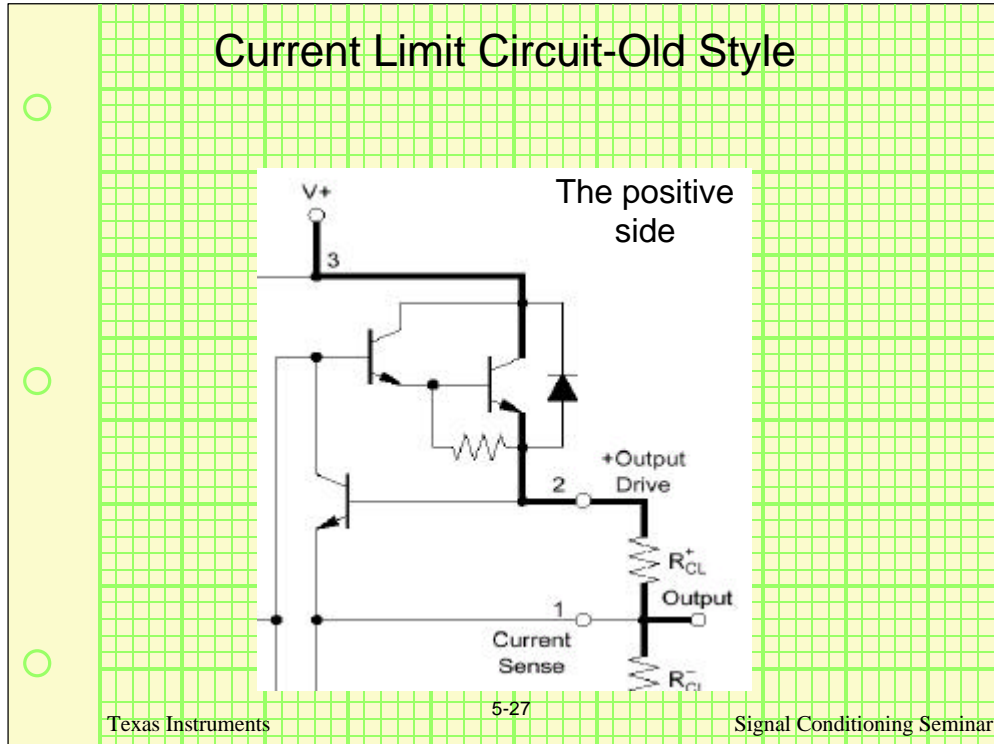 Current Limit Circuit-Old Style
The positive
side
V+
3
+Output
Drive
2
R+CL
Output
1
Current
Sense
R-CL
5-27
Texas Instruments
Signal Conditioning Seminar